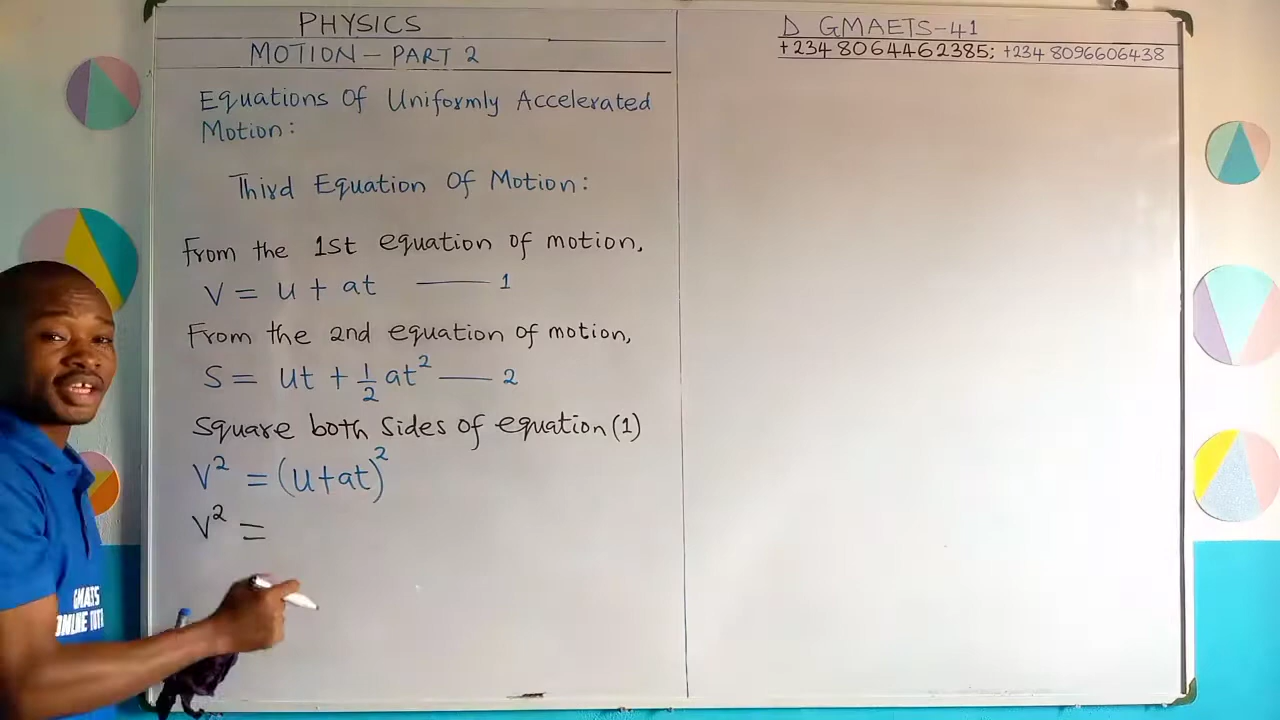 PHYSICS
MOTION - PART 2
Equations Of Uniformly Accelerated
Motion:
Third Equation Of Motion:
From the 1st equation of motion,
V = u + at —— 1
From the 2nd equation of motion,
S = ut + 1/2 at² —— 2
Square both Sides of equation (1)
V² = (u+at)²
V² =
D GMAETS-41
+234 8064462385; +234 8096606438
ONLINE